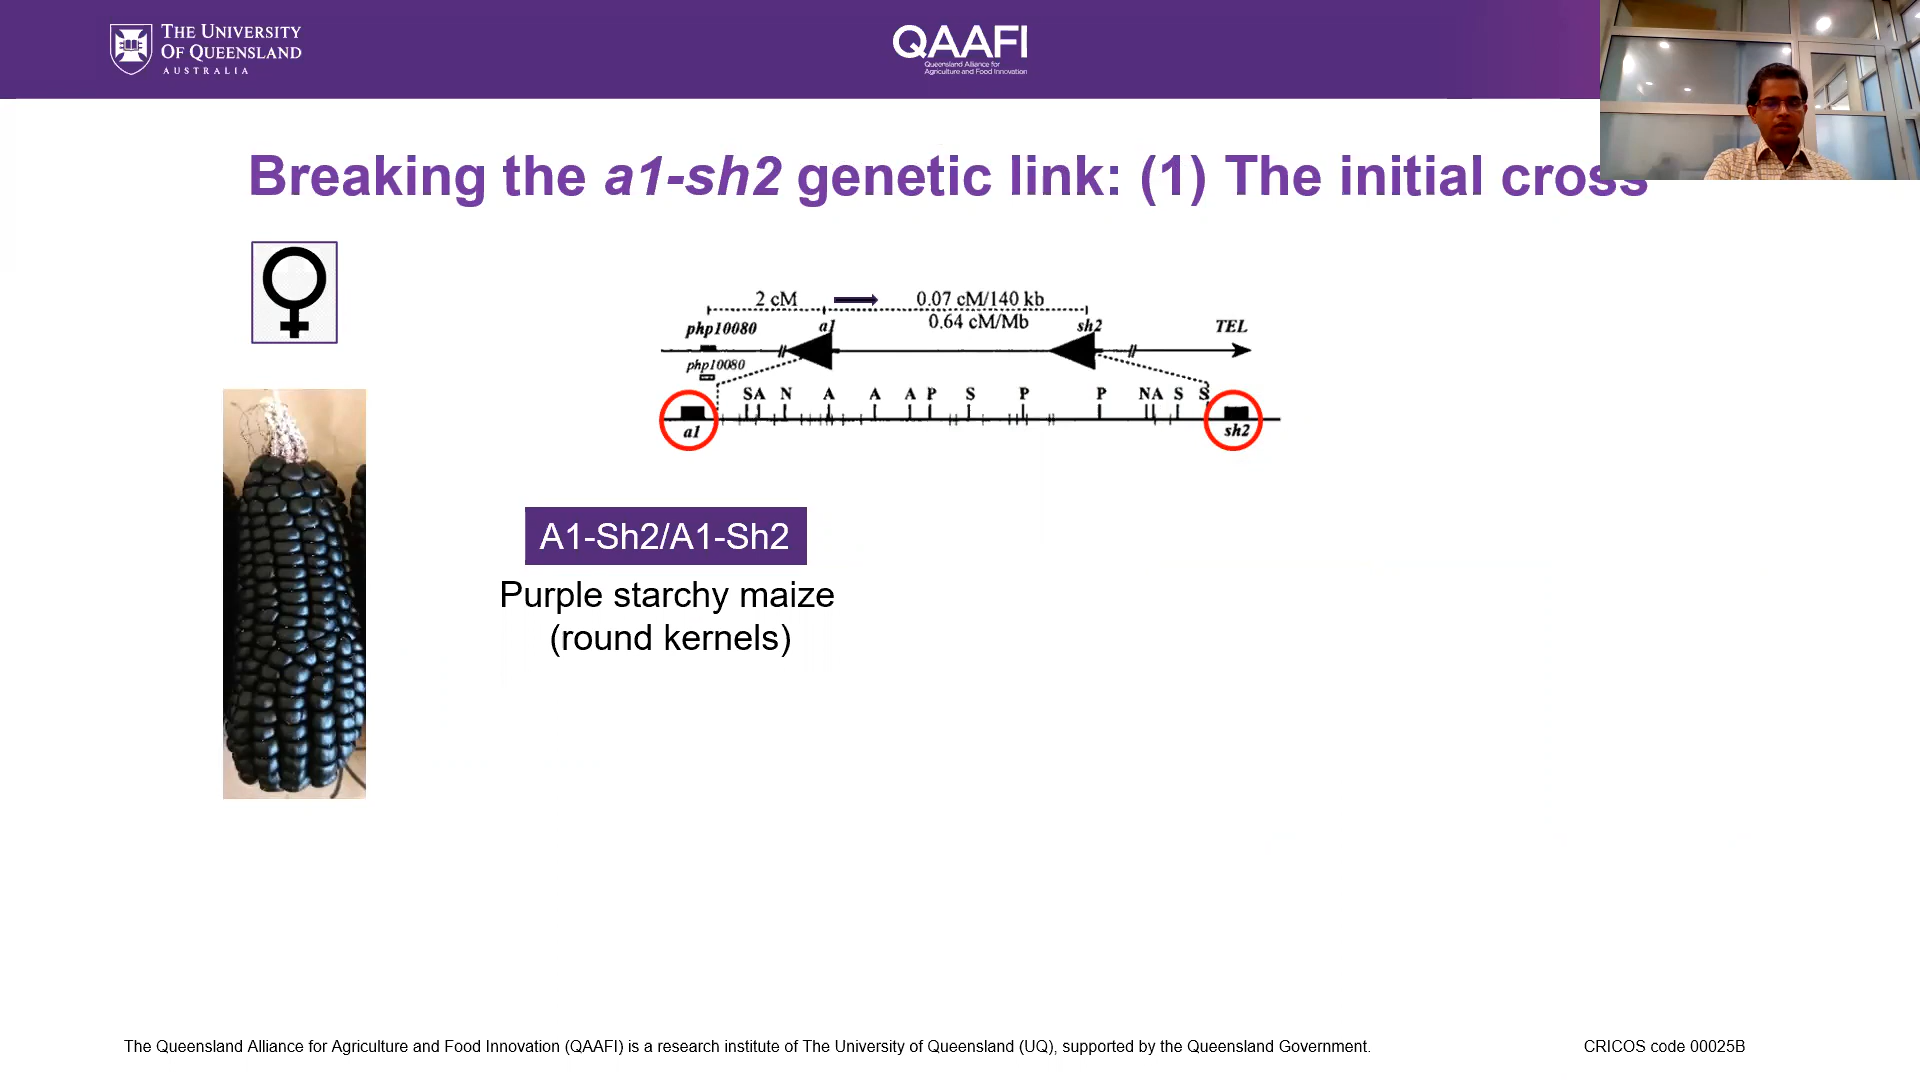 THE UNIVERSITY
OF QUEENSLAND
AUSTRALIA
QAAFI
Queensland Alliance for
Agriculture and Food Innovation
Breaking the a1-sh2 genetic link: (1) The initial cross
2 cM 0.07 cM/140 kb
php10080 a1 0.64 cM/Mb sh2 TEL
php10080
S A N A A A P S P P N A S S
a1 sh2
A1-Sh2/A1-Sh2
Purple starchy maize
(round kernels)
The Queensland Alliance for Agriculture and Food Innovation (QAAFI) is a research institute of The University of Queensland (UQ), supported by the Queensland Government. CRICOS code 00025B